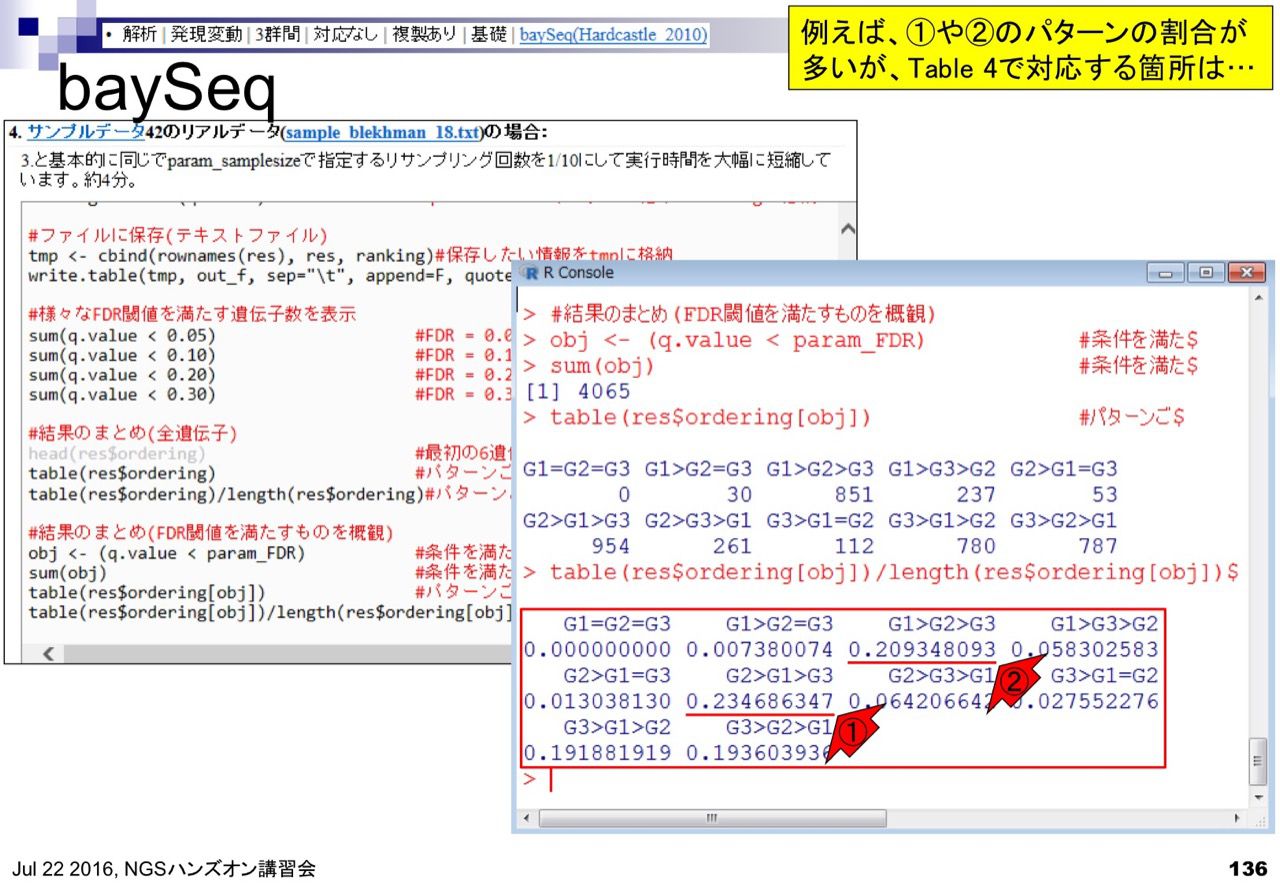 ・ 解析 | 発現変動 | 3群間 | 対応なし | 複製あり | 基礎 | baySeq(Hardcastle_2010)
例えば、①や②のパターンの割合が
多いが、Table 4で対応する箇所は…
baySeq
4. サンプルデータ42のリアルデータ(sample_blekhman_18.txt)の場合:
3.と基本的に同じでparam_samplesizeで指定するリサンプリング回数を1/10にして実行時間を大幅に短縮して
います。約4分。
#ファイルに保存(テキストファイル)
tmp <- cbind(rownames(res), res, ranking)#保存したい情報をtmpに格納
write.table(tmp, out_f, sep="\t", append=F, quote
#様々なFDR閾値を満たす遺伝子数を表示
sum(q.value < 0.05) #FDR = 0.0
sum(q.value < 0.10) #FDR = 0.1
sum(q.value < 0.20) #FDR = 0.2
sum(q.value < 0.30) #FDR = 0.3
#結果のまとめ(全遺伝子)
head(res$ordering) #最初の6遺
table(res$ordering) #パターンご
table(res$ordering)/length(res$ordering)#パターン
#結果のまとめ(FDR閾値を満たすものを概観)
obj <- (q.value < param_FDR) #条件を満た
sum(obj) #条件を満た
table(res$ordering[obj]) #パターンご
table(res$ordering[obj])/length(res$ordering[obj]
R Console
> #結果のまとめ(FDR閾値を満たすものを概観)
> obj <- (q.value < param_FDR) #条件を満た$
> sum(obj) #条件を満た$
[1] 4065
> table(res$ordering[obj]) #パターンご$
G1=G2=G3 G1>G2=G3 G1>G2>G3 G1>G3>G2 G2>G1=G3
0 30 851 237 53
G2>G1>G3 G2>G3>G1 G3>G1=G2 G3>G1>G2 G3>G2>G1
954 261 112 780 787
> table(res$ordering[obj])/length(res$ordering[obj])$
G1=G2=G3 G1>G2=G3 G1>G2>G3 G1>G3>G2
0.000000000 0.007380074 0.209348093 0.058302583
G2>G1=G3 G2>G1>G3 G2>G3>G1 G3>G1=G2
②
0.013038130 0.234686347 0.064206642 0.027552276
G3>G1>G2 G3>G2>G1
①
0.191881919 0.193603936
>
Jul 22 2016, NGSハンズオン講習会
136